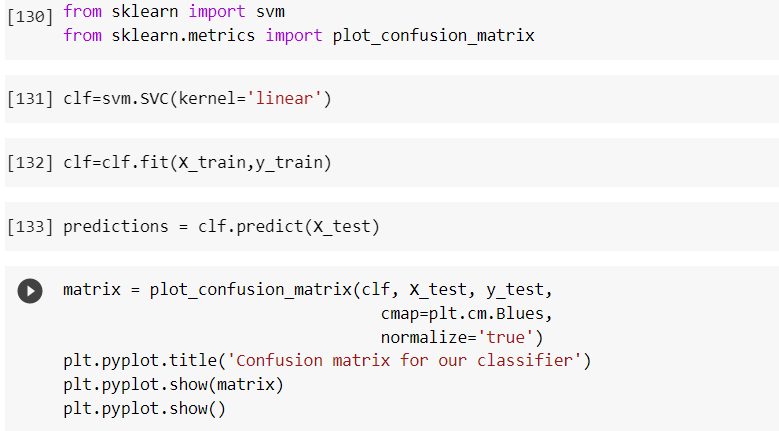 [130] from sklearn import svm
from sklearn.metrics import plot_confusion_matrix
[131] clf=svm.SVC(kernel='linear')
[132] clf=clf.fit(X_train,y_train)
[133] predictions = clf.predict(X_test)
matrix = plot_confusion_matrix(clf, X_test, y_test,
cmap=plt.cm.Blues,
normalize='true')
plt.pyplot.title('Confusion matrix for our classifier')
plt.pyplot.show(matrix)
plt.pyplot.show()